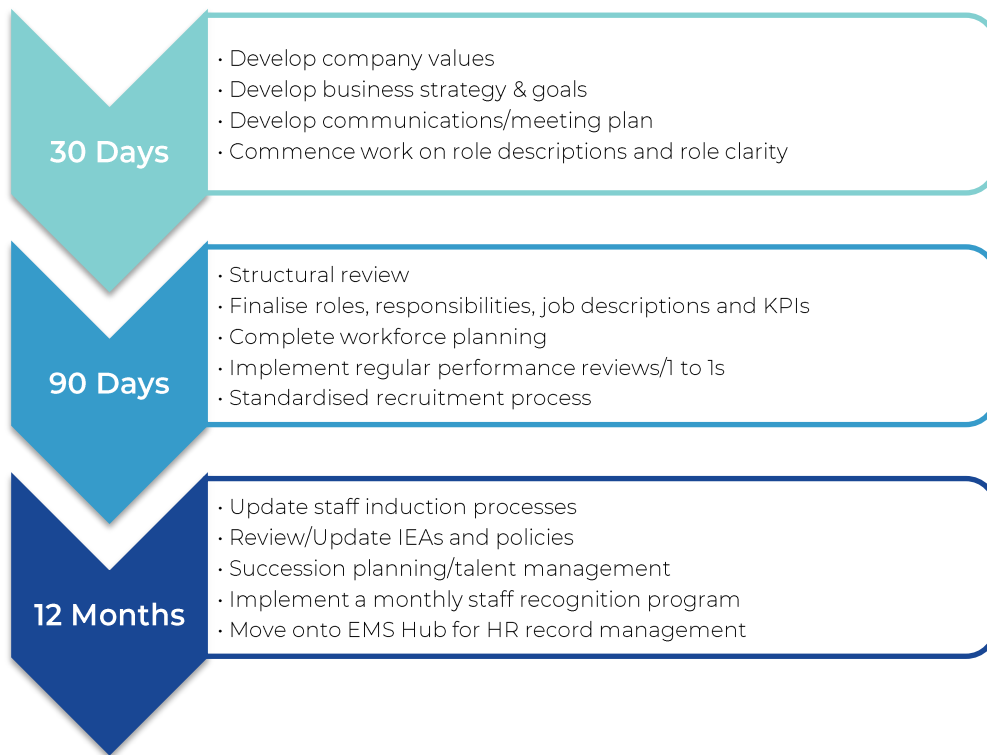 30 Days
• Develop company values
• Develop business strategy & goals
• Develop communications/meeting plan
• Commence work on role descriptions and role clarity
90 Days
• Structural review
• Finalise roles, responsibilities, job descriptions and KPIs
• Complete workforce planning
• Implement regular performance reviews/1 to 1s
• Standardised recruitment process
12 Months
• Update staff induction processes
• Review/Update IEAs and policies
• Succession planning/talent management
• Implement a monthly staff recognition program
• Move onto EMS Hub for HR record management